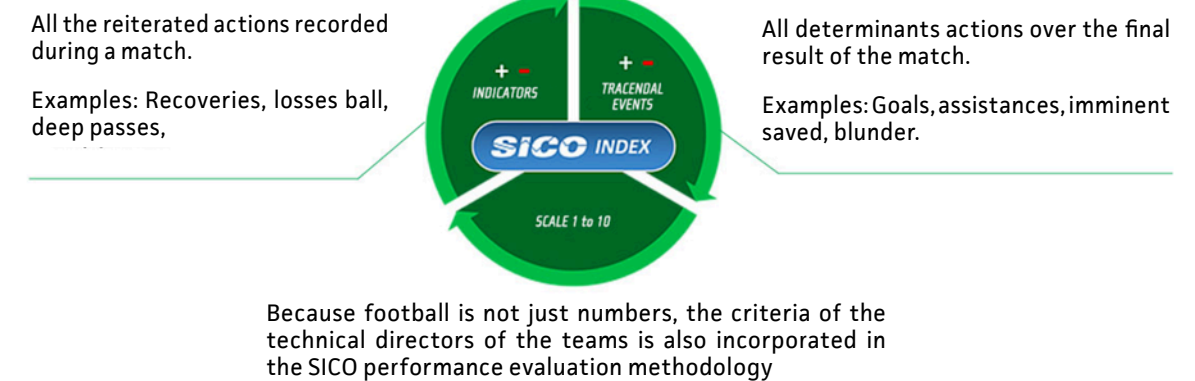 All the reiterated actions recorded
during a match.
Examples: Recoveries, losses ball,
deep passes,
+ -
INDICATORS
+ -
TRACENDAL
EVENTS
SICO INDEX
SCALE 1 to 10
All determinants actions over the final
result of the match.
Examples: Goals, assistances, imminent
saved, blunder.
Because football is not just numbers, the criteria of the
technical directors of the teams is also incorporated in
the SICO performance evaluation methodology